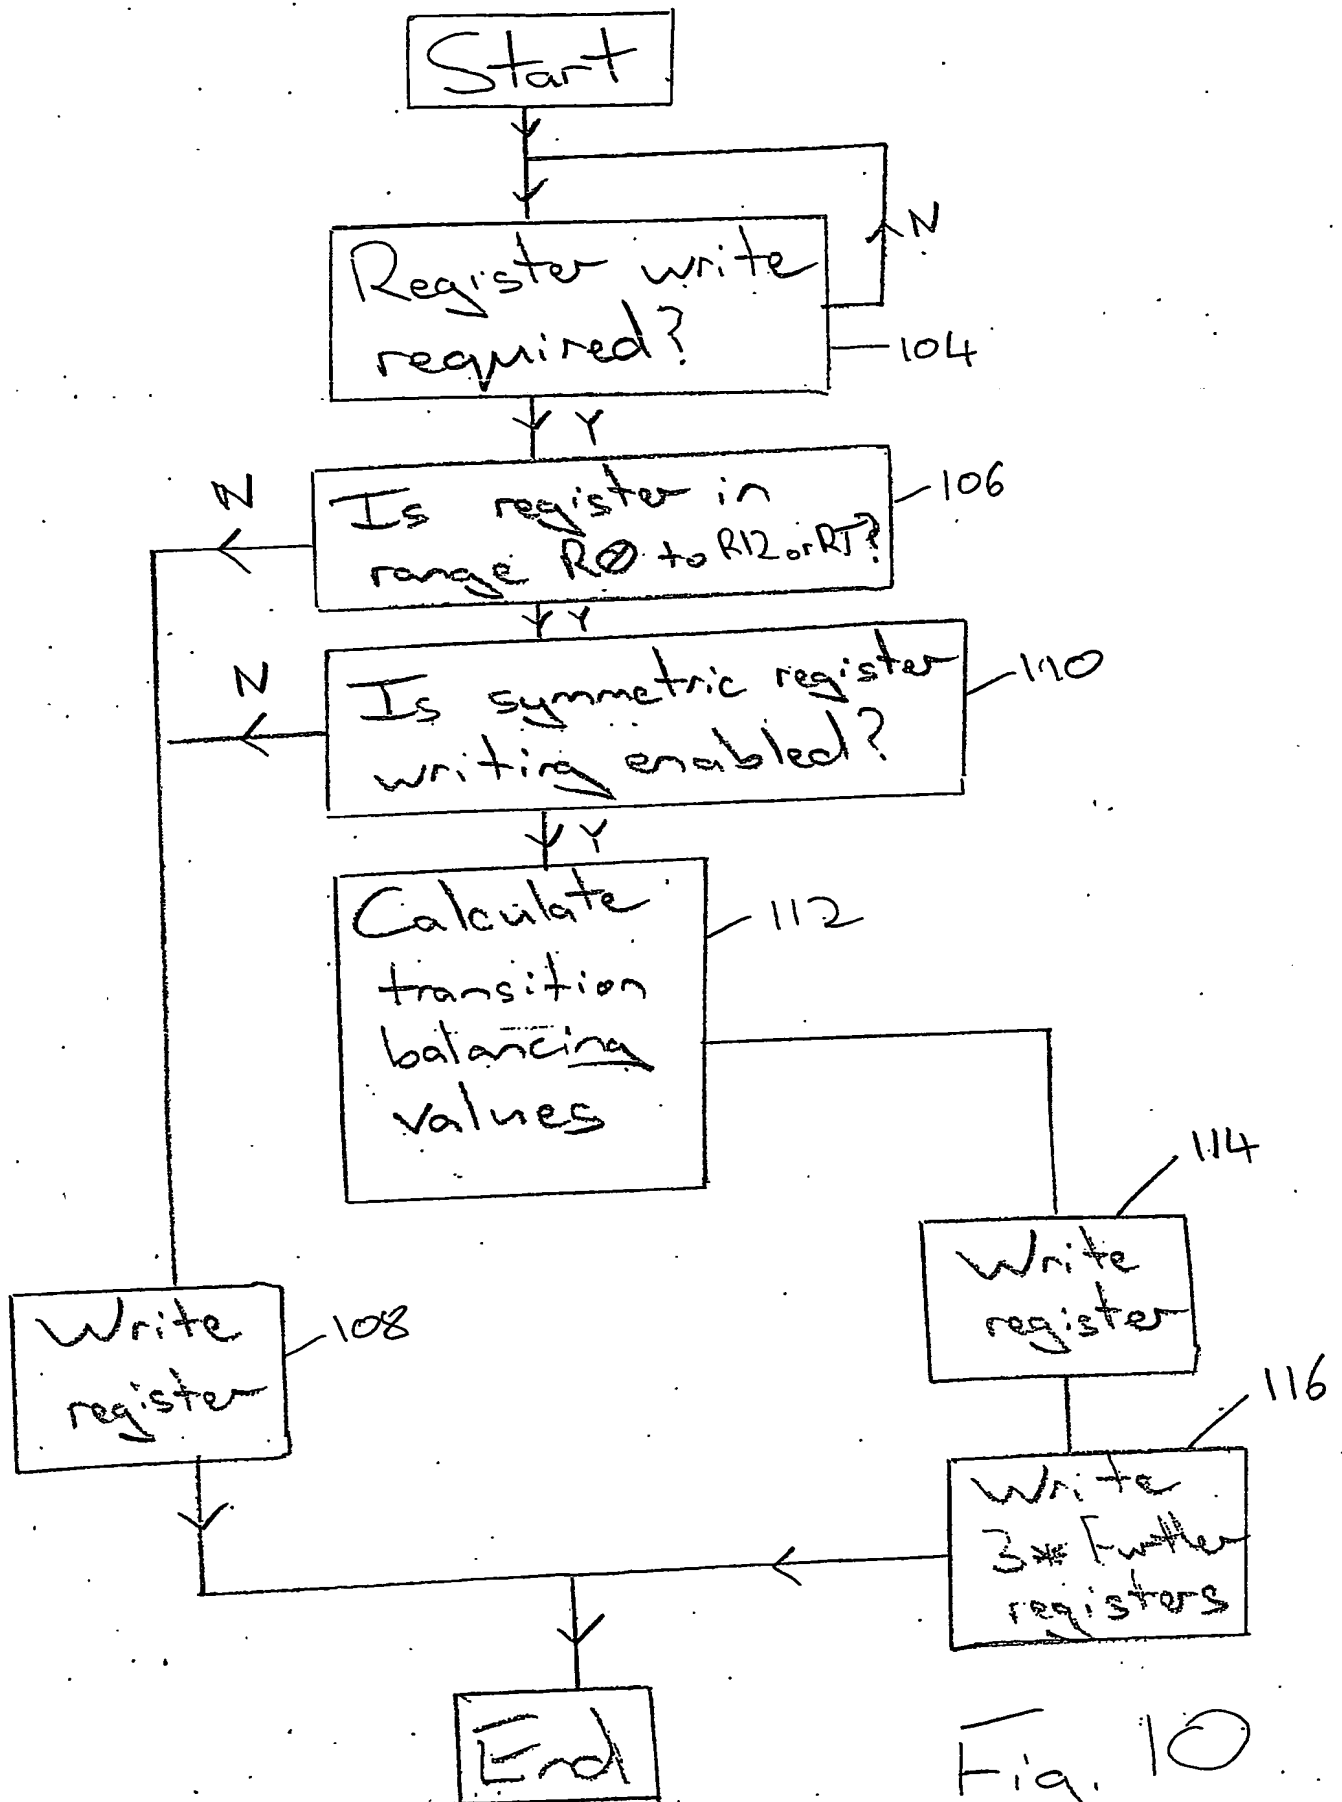 Start
N
Register write
required?
104
Y
N
Is register in
range R0 to R12 or RT?
106
Y
N
Is symmetric register
writing enabled?
110
Y
Calculate
transition
balancing
values
112
114
Write
register
Write
register
108
116
Write
3* Further
registers
End
Fig. 10